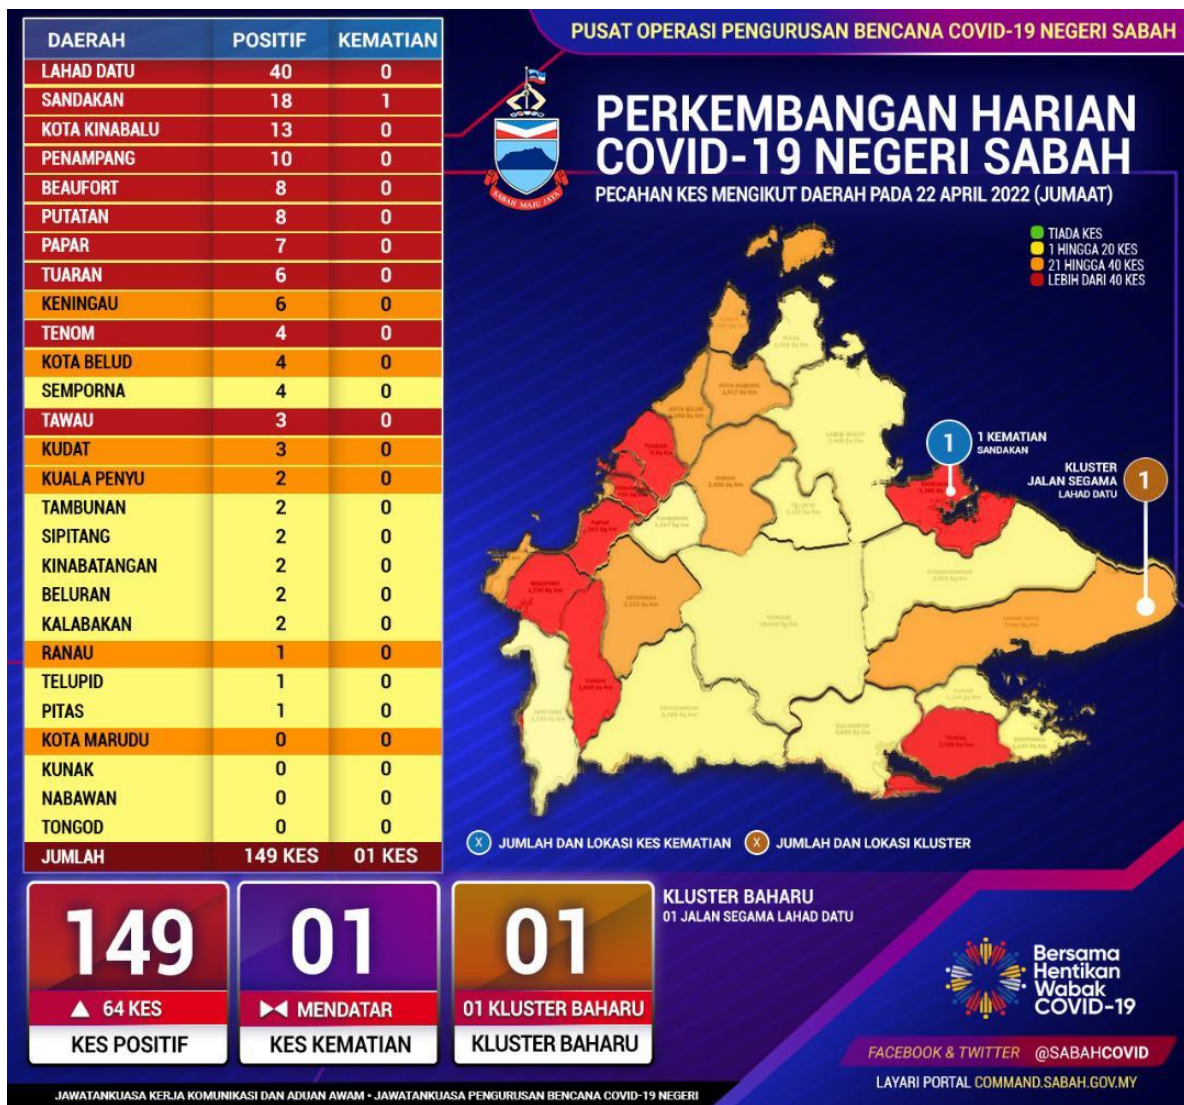 DAERAH POSITIF KEMATIAN
LAHAD DATU 40 0
SANDAKAN 18 1
KOTA KINABALU 13 0
PENAMPANG 10 0
BEAUFORT 8 0
PUTATAN 8 0
PAPAR 7 0
TUARAN 6 0
KENINGAU 6 0
TENOM 4 0
KOTA BELUD 4 0
SEMPORNA 4 0
TAWAU 3 0
KUDAT 3 0
KUALA PENYU 2 0
TAMBUNAN 2 0
SIPITANG 2 0
KINABATANGAN 2 0
BELURAN 2 0
KALABAKAN 2 0
RANAU 1 0
TELUPID 1 0
PITAS 1 0
KOTA MARUDU 0 0
KUNAK 0 0
NABAWAN 0 0
TONGOD 0 0
JUMLAH 149 KES 01 KES
PUSAT OPERASI PENGURUSAN BENCANA COVID-19 NEGERI SABAH
SABAH MAJU JAYA
PERKEMBANGAN HARIAN
COVID-19 NEGERI SABAH
PECAHAN KES MENGIKUT DAERAH PADA 22 APRIL 2022 (JUMAAT)
TIADA KES
1 HINGGA 20 KES
21 HINGGA 40 KES
LEBIH DARI 40 KES
1
1 KEMATIAN
SANDAKAN
KLUSTER
JALAN SEGAMA
LAHAD DATU
1
X JUMLAH DAN LOKASI KES KEMATIAN
X JUMLAH DAN LOKASI KLUSTER
149
▲ 64 KES
KES POSITIF
01
MENDATAR
KES KEMATIAN
01
01 KLUSTER BAHARU
KLUSTER BAHARU
KLUSTER BAHARU
01 JALAN SEGAMA LAHAD DATU
Bersama
Hentikan
Wabak
COVID-19
FACEBOOK & TWITTER @SABAHCOVID
LAYARI PORTAL COMMAND.SABAH.GOV.MY
JAWATANKUASA KERJA KOMUNIKASI DAN ADUAN AWAM • JAWATANKUASA PENGURUSAN BENCANA COVID-19 NEGERI